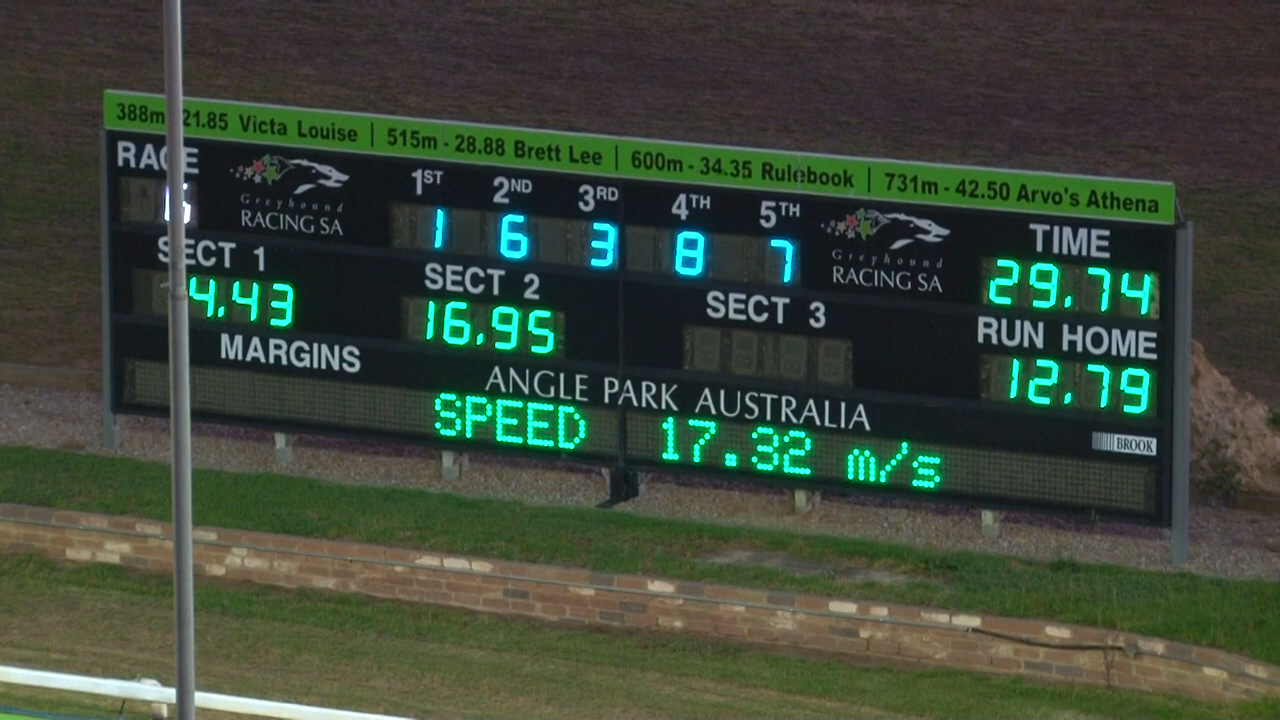 388m 21.85 Victa Louise | 515m - 28.88 Brett Lee | 600m - 34.35 Rulebook | 731m - 42.50 Arvo's Athena
RACE
Greyhound
RACING SA
1ST 2ND 3RD 4TH 5TH
1 6 3 8 7
Greyhound
RACING SA
TIME
29.74
SECT 1
4.43
SECT 2
16.95
SECT 3
RUN HOME
12.79
MARGINS
ANGLE PARK AUSTRALIA
SPEED 17.32 m/s
BROOK